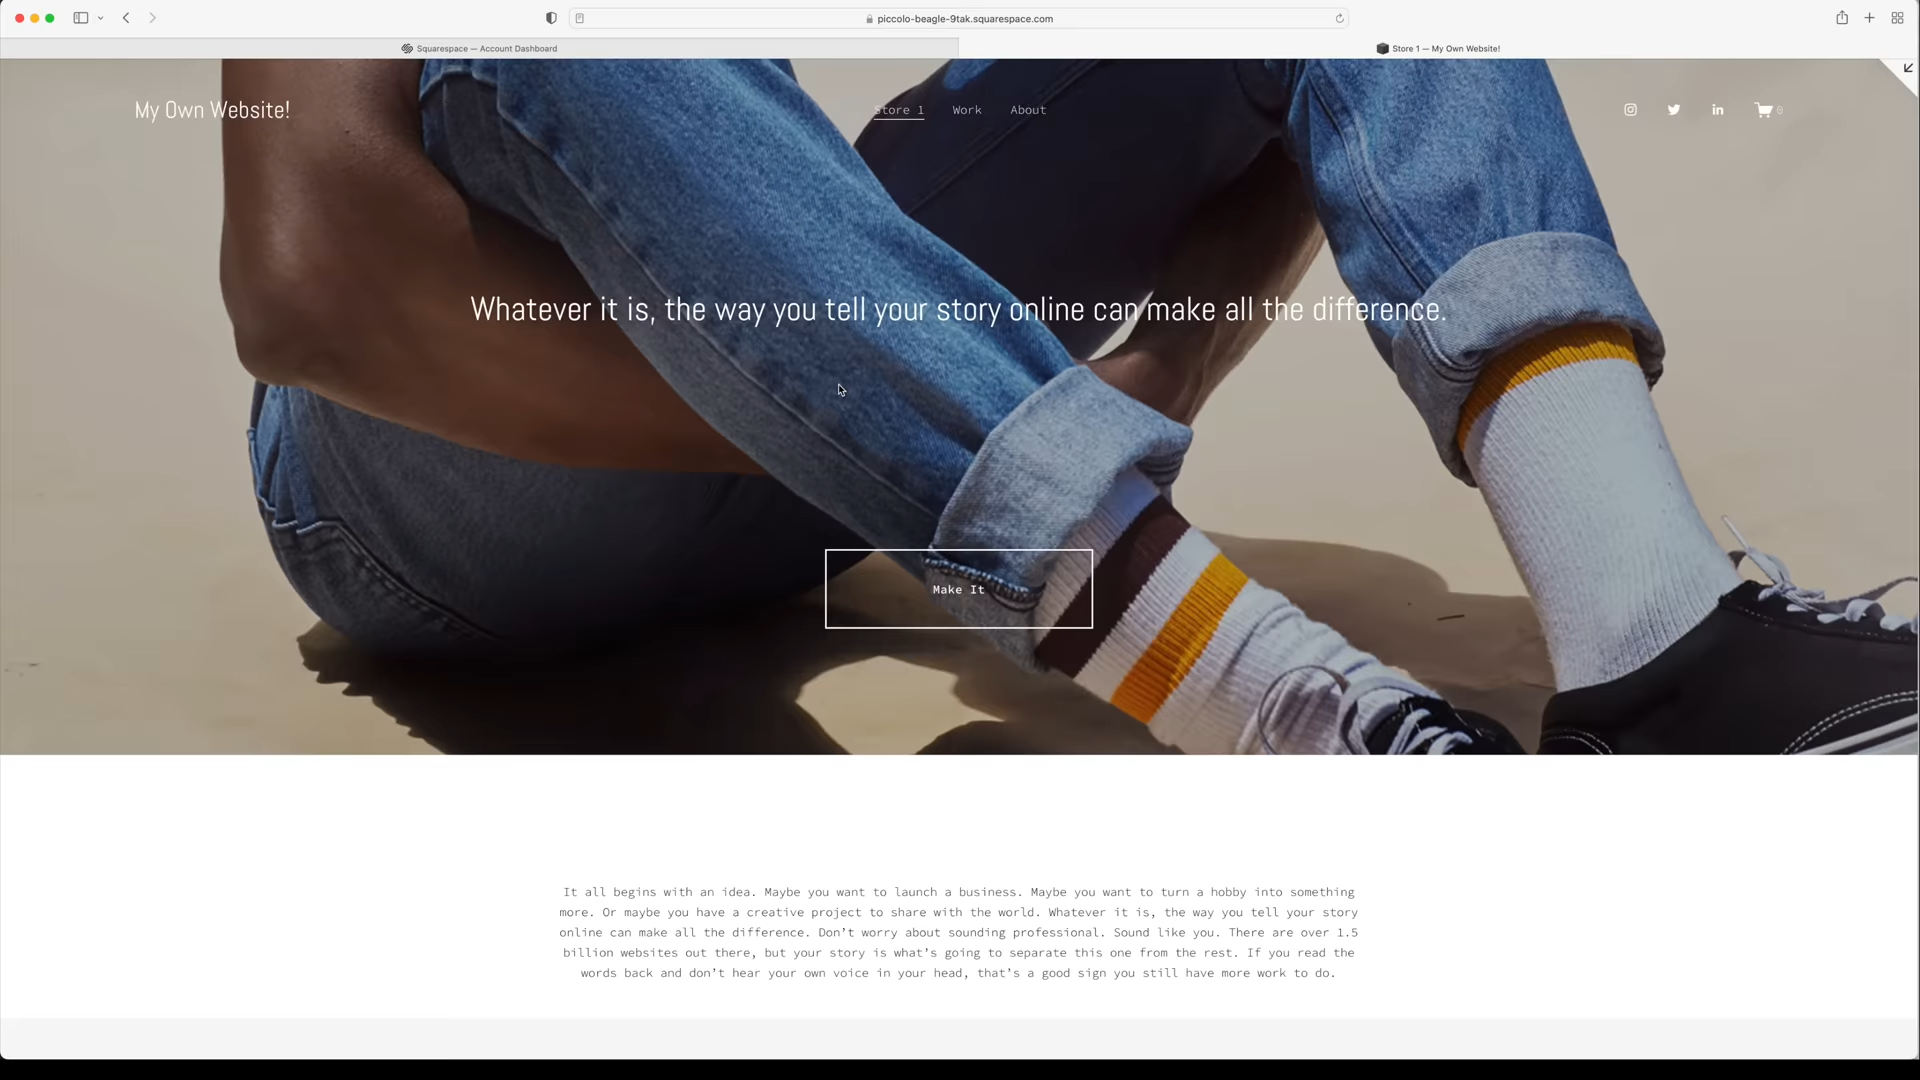 piccolo-beagle-9tak.squarespace.com
Squarespace — Account Dashboard
Store 1 — My Own Website!
My Own Website!
Store 1
Work
About
0
Whatever it is, the way you tell your story online can make all the difference.
Make It
It all begins with an idea. Maybe you want to launch a business. Maybe you want to turn a hobby into something
more. Or maybe you have a creative project to share with the world. Whatever it is, the way you tell your story
online can make all the difference. Don't worry about sounding professional. Sound like you. There are over 1.5
billion websites out there, but your story is what's going to separate this one from the rest. If you read the
words back and don't hear your own voice in your head, that's a good sign you still have more work to do.